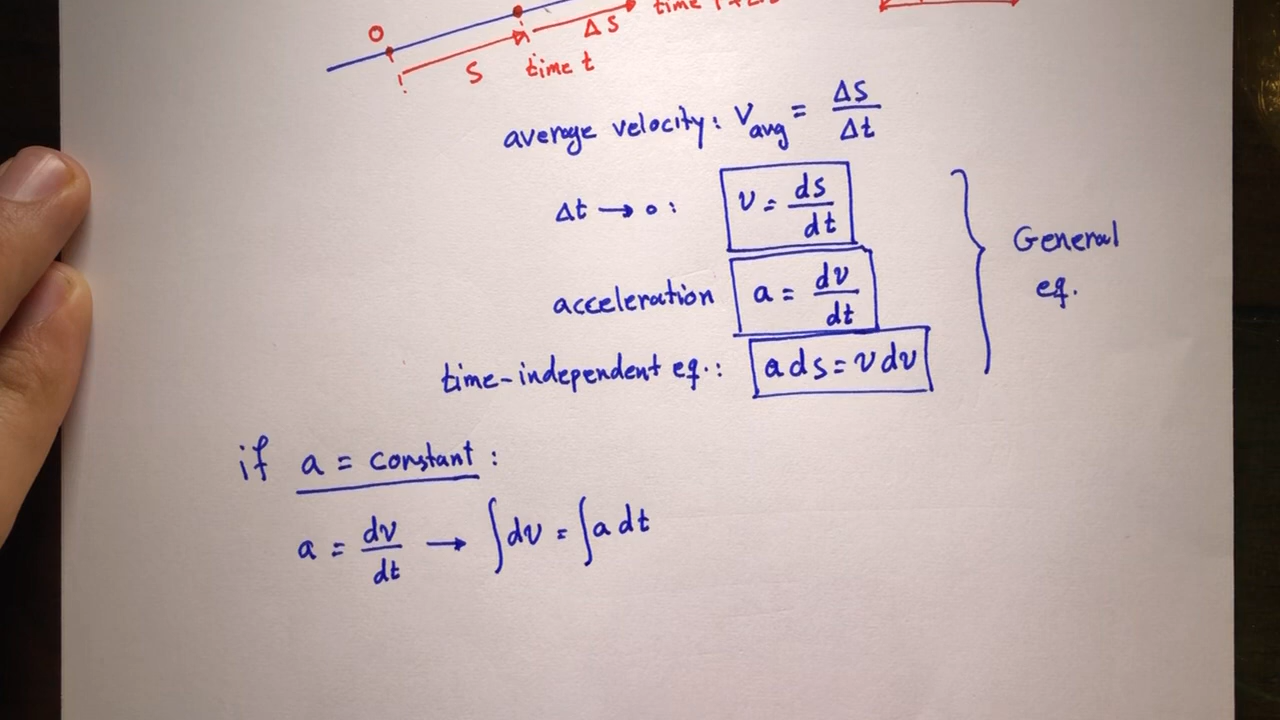 O
ΔS
time
S
time t
average velocity: Vavg = ΔS/Δt
Δt → 0: v = ds/dt
acceleration a = dv/dt
General
eq.
time-independent eq.: a ds = v dv
if a = constant:
a = dv/dt → ∫dv = ∫a dt